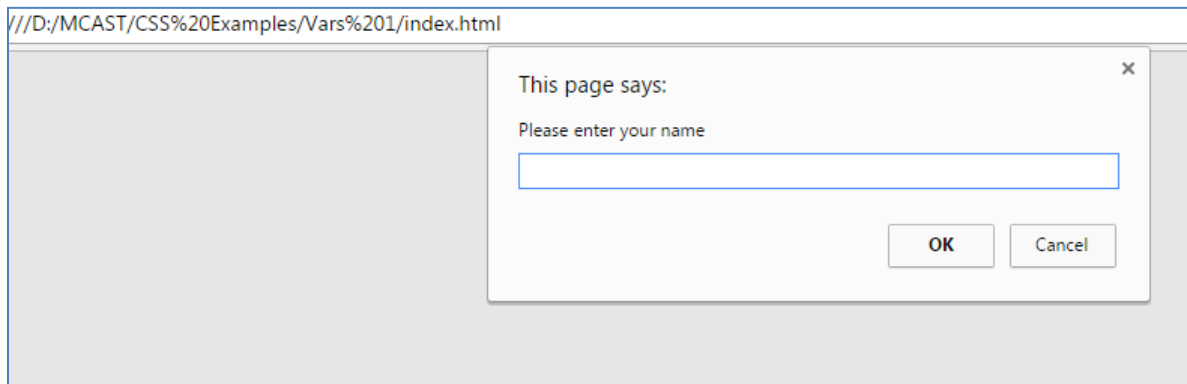 ///D:/MCAST/CSS%20Examples/Vars%201/index.html
This page says:
Please enter your name
OK Cancel